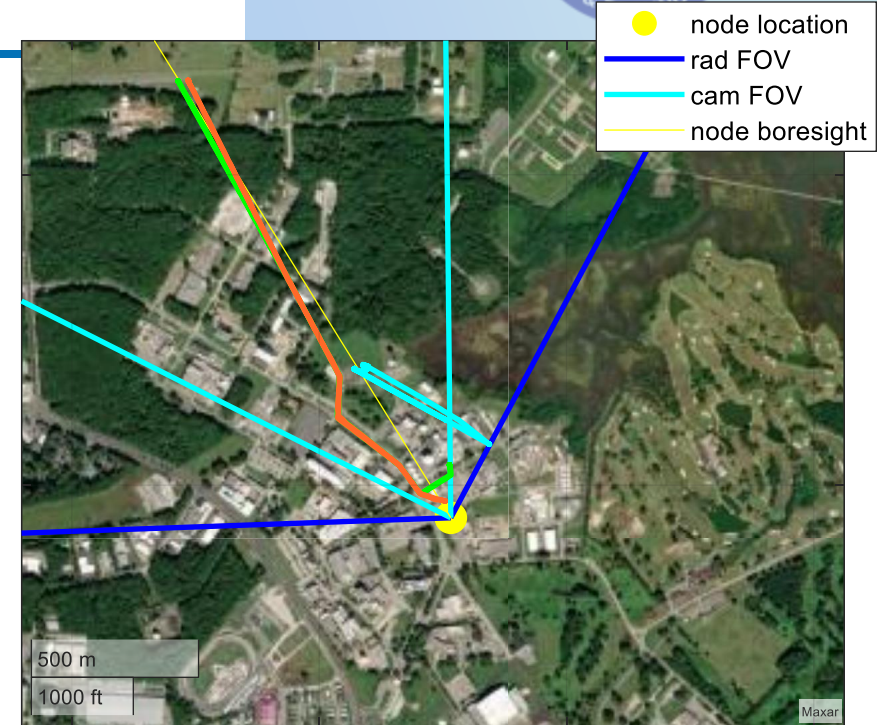 node location
rad FOV
cam FOV
node boresight
500 m
1000 ft
Maxar